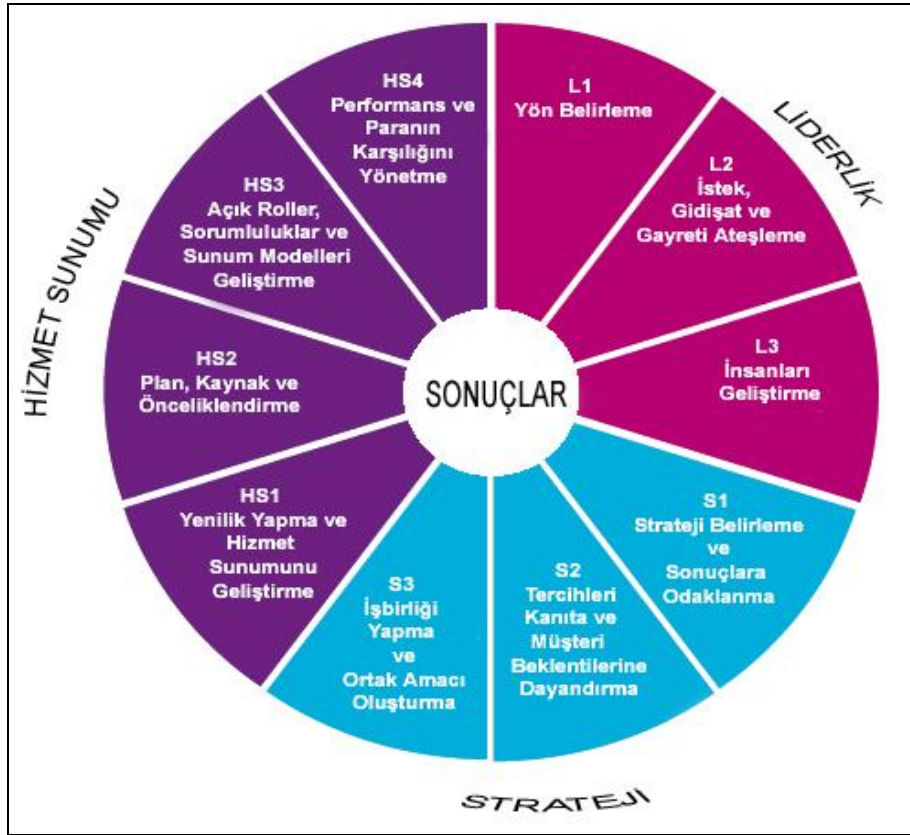 LİDERLİK
L1
Yön Belirleme
L2
İstek,
Gidişat ve
Gayreti Ateşleme
L3
İnsanları
Geliştirme
STRATEJI
S1
Strateji Belirleme
ve
Sonuçlara
Odaklanma
S2
Tercihleri
Kanıta ve
Müşteri
Beklentilerine
Dayandırma
S3
İşbirliği
Yapma
ve
Ortak Amacı
Oluşturma
HİZMET SUNUMU
HS1
Yenilik Yapma ve
Hizmet
Sunumunu
Geliştirme
HS2
Plan, Kaynak ve
Önceliklendirme
HS3
Açık Roller,
Sorumluluklar ve
Sunum Modelleri
Geliştirme
HS4
Performans ve
Paranın
Karşılığını
Yönetme
SONUÇLAR